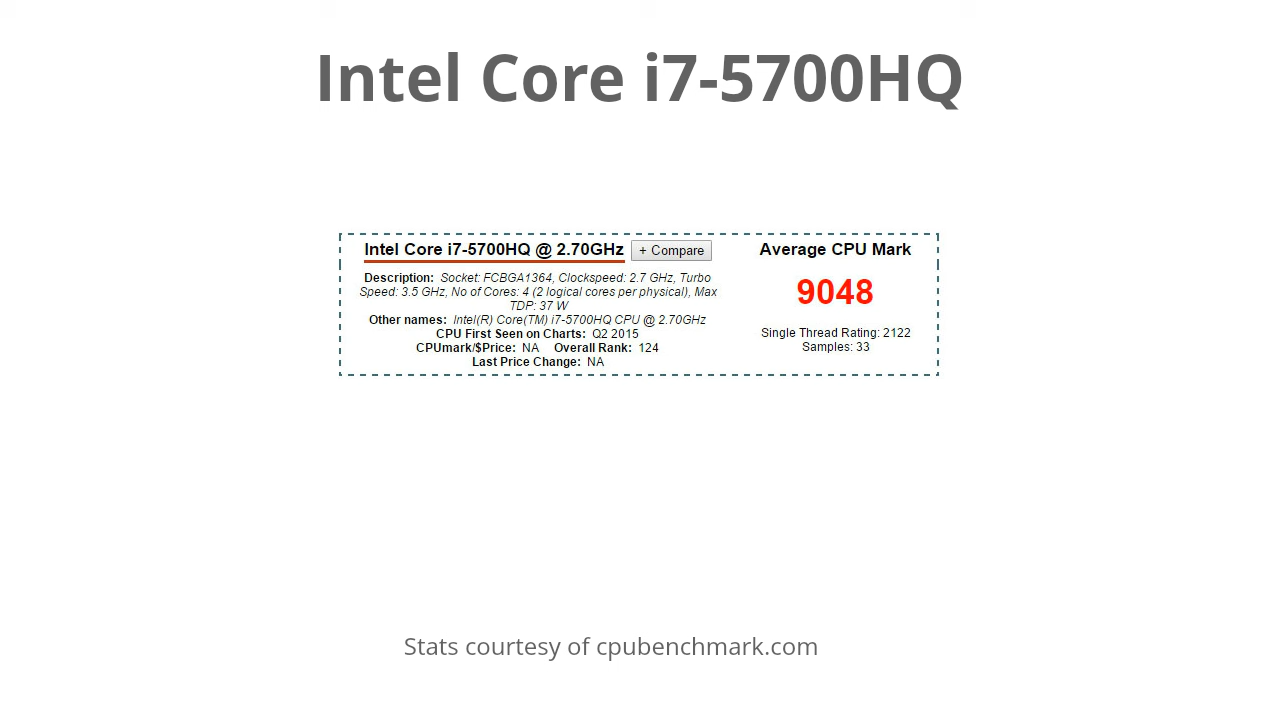 Intel Core i7-5700HQ
Intel Core i7-5700HQ @ 2.70GHz + Compare
Description: Socket: FCBGA1364, Clockspeed: 2.7 GHz, Turbo
Speed: 3.5 GHz, No of Cores: 4 (2 logical cores per physical), Max
TDP: 37 W
Other names: Intel(R) Core(TM) i7-5700HQ CPU @ 2.70GHz
CPU First Seen on Charts: Q2 2015
CPUmark/$Price: NA Overall Rank: 124
Last Price Change: NA
Average CPU Mark
9048
Single Thread Rating: 2122
Samples: 33
Stats courtesy of cpubenchmark.com